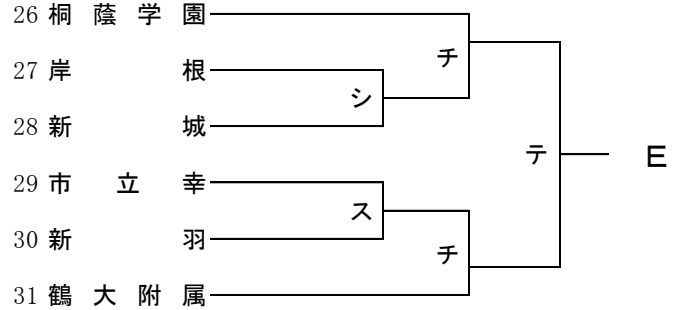 26 桐蔭学園
チ
27 岸根
シ
28 新城
テ E
29 市立幸
ス
30 新羽
チ
31 鶴大附属